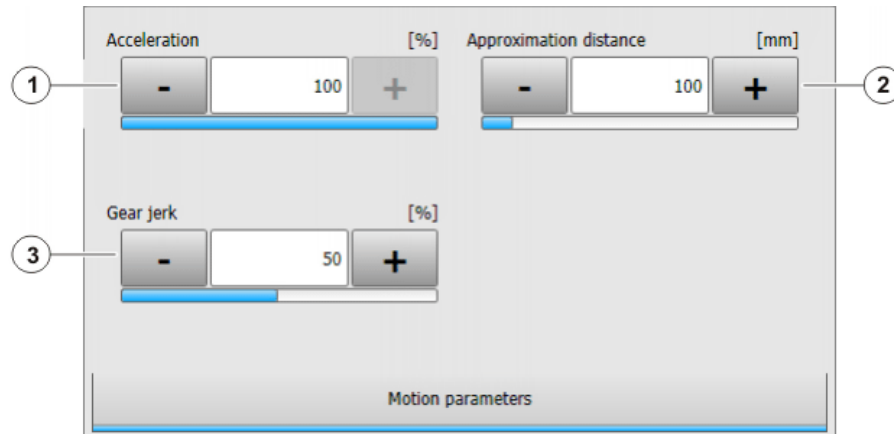 Acceleration [%] Approximation distance [mm]
1 - 100 + - 100 + 2
Gear jerk [%]
3 - 50 +
Motion parameters